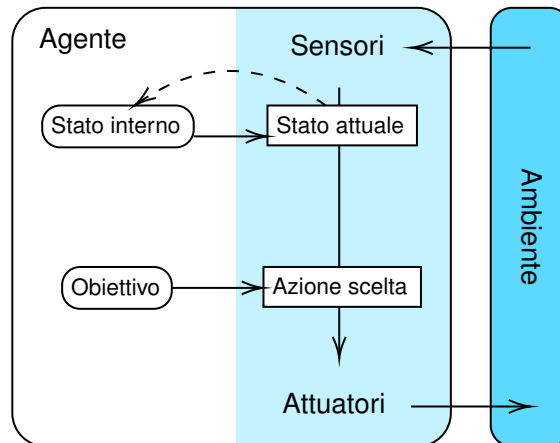 Agente
Sensori
Stato interno
Stato attuale
Ambiente
Obiettivo
Azione scelta
Attuatori